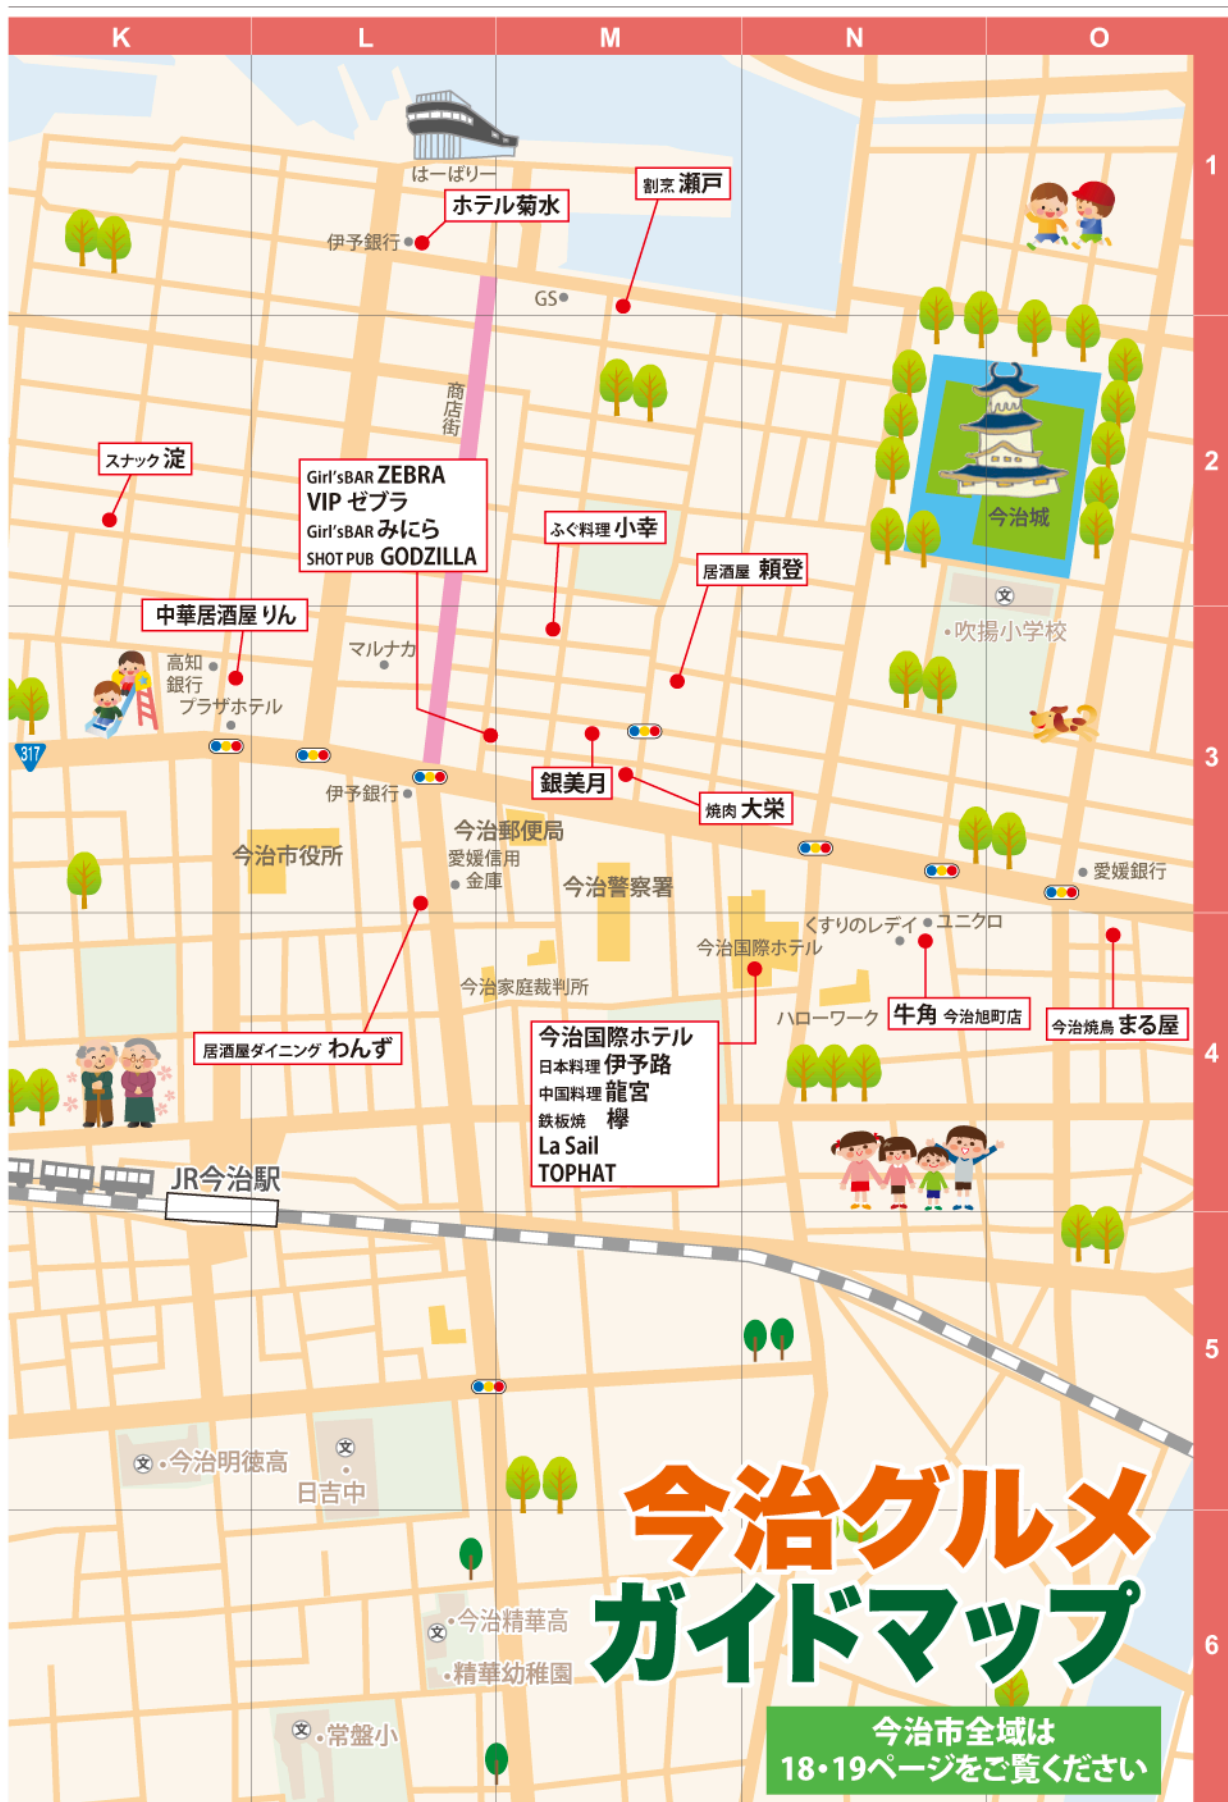 K L M N O
1
はーばりー
割烹 瀬戸
ホテル菊水
伊予銀行
GS
商店街
2
スナック 淀
Girl'sBAR ZEBRA
VIP ゼブラ
Girl'sBAR みにら
SHOT PUB GODZILLA
ふぐ料理 小幸
居酒屋 頼登
今治城
文
吹揚小学校
中華居酒屋 りん
高知
銀行
プラザホテル
マルナカ
317
3
銀美月
焼肉 大栄
伊予銀行
今治市役所
今治郵便局
愛媛信用
金庫
今治警察署
愛媛銀行
くすりのレデイ
ユニクロ
今治国際ホテル
今治家庭裁判所
ハローワーク
牛角 今治旭町店
今治焼鳥 まる屋
居酒屋ダイニング わんず
4
今治国際ホテル
日本料理 伊予路
中国料理 龍宮
鉄板焼 欅
La Sail
TOPHAT
JR今治駅
5
文
今治明徳高
文
日吉中
今治グルメ
ガイドマップ
6
文
今治精華高
精華幼稚園
文
常盤小
今治市全域は
18・19ページをご覧ください